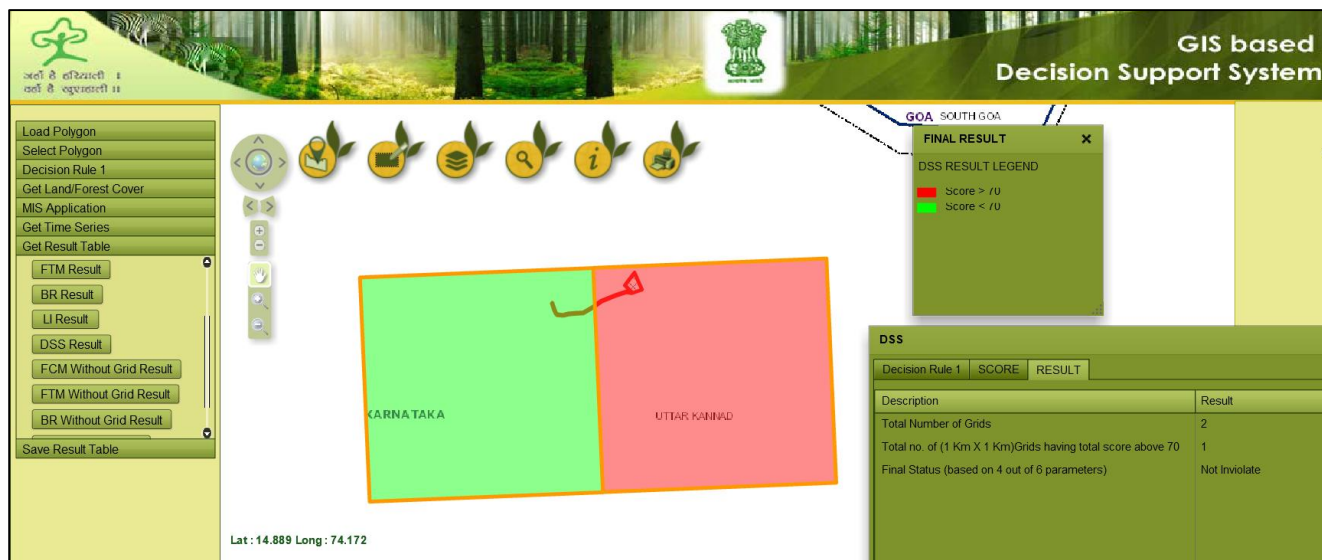 जहाँ है हरियाली ।
वहाँ है खुशहाली ॥
GIS based
Decision Support System
Load Polygon
Select Polygon
Decision Rule 1
Get Land/Forest Cover
MIS Application
Get Time Series
Get Result Table
FTM Result
BR Result
LI Result
DSS Result
FCM Without Grid Result
FTM Without Grid Result
BR Without Grid Result
Save Result Table
GOA SOUTH GOA
FINAL RESULT
DSS RESULT LEGEND
Score > 70
Score < 70
KARNATAKA
UTTAR KANNAD
DSS
Decision Rule 1 SCORE RESULT
Description Result
Total Number of Grids 2
Total no. of (1 Km X 1 Km)Grids having total score above 70 1
Final Status (based on 4 out of 6 parameters) Not Inviolate
Lat : 14.889 Long : 74.172